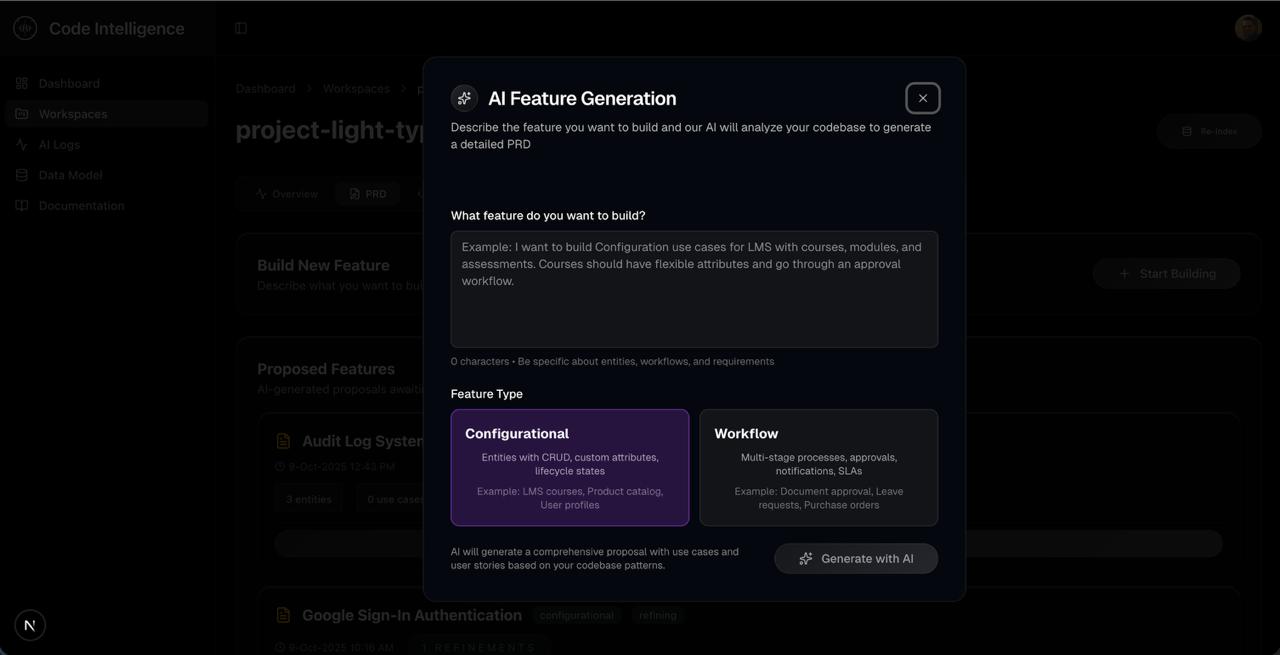 Code Intelligence
Dashboard
Workspaces
AI Logs
Data Model
Documentation
Dashboard > Workspaces > p
project-light-typ
Re-Index
Overview
PRD
Build New Feature
Describe what you want to bui
Start Building
Proposed Features
AI-generated proposals awaiti
Audit Log System
9-Oct-2025 12:43 PM
3 entities
0 use cases
Google Sign-In Authentication
configurational
refining
9-Oct-2025 10:16 AM
1 REFINEMENTS
N
AI Feature Generation
Describe the feature you want to build and our AI will analyze your codebase to generate
a detailed PRD
What feature do you want to build?
Example: I want to build Configuration use cases for LMS with courses, modules, and
assessments. Courses should have flexible attributes and go through an approval
workflow.
0 characters • Be specific about entities, workflows, and requirements
Feature Type
Configurational
Entities with CRUD, custom attributes,
lifecycle states
Example: LMS courses, Product catalog,
User profiles
Workflow
Multi-stage processes, approvals,
notifications, SLAs
Example: Document approval, Leave
requests, Purchase orders
AI will generate a comprehensive proposal with use cases and
user stories based on your codebase patterns.
Generate with AI